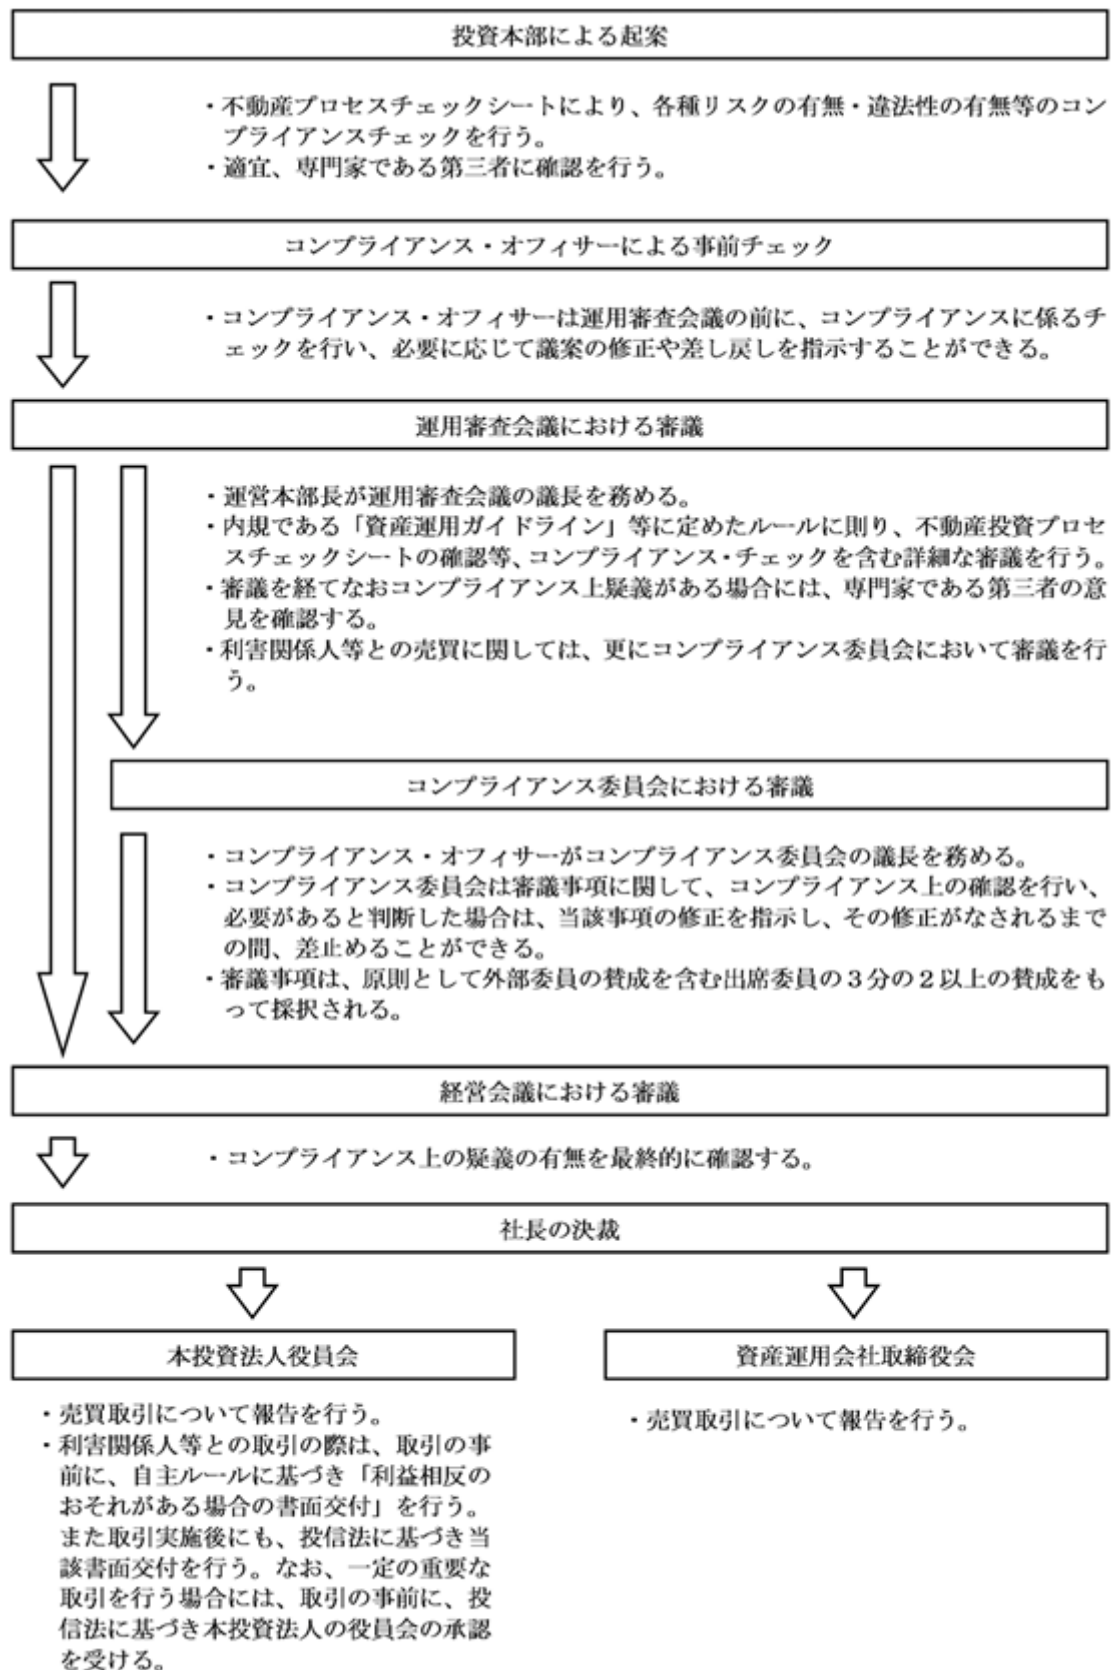 投資本部による起案
・不動産プロセスチェックシートにより、各種リスクの有無・違法性の有無等のコン
プライアンスチェックを行う。
・適宜、専門家である第三者に確認を行う。
コンプライアンス・オフィサーによる事前チェック
・コンプライアンス・オフィサーは運用審査会議の前に、コンプライアンスに係るチ
ェックを行い、必要に応じて議案の修正や差し戻しを指示することができる。
運用審査会議における審議
・運営本部長が運用審査会議の議長を務める。
・内規である「資産運用ガイドライン」等に定めたルールに則り、不動産投資プロセ
スチェックシートの確認等、コンプライアンス・チェックを含む詳細な審議を行う。
・審議を経てなおコンプライアンス上疑義がある場合には、専門家である第三者の意
見を確認する。
・利害関係人等との売買に関しては、更にコンプライアンス委員会において審議を行
う。
コンプライアンス委員会における審議
・コンプライアンス・オフィサーがコンプライアンス委員会の議長を務める。
・コンプライアンス委員会は審議事項に関して、コンプライアンス上の確認を行い、
必要があると判断した場合は、当該事項の修正を指示し、その修正がなされるまで
の間、差止めることができる。
・審議事項は、原則として外部委員の賛成を含む出席委員の３分の２以上の賛成をも
って採択される。
経営会議における審議
・コンプライアンス上の疑義の有無を最終的に確認する。
社長の決裁
本投資法人役員会
・売買取引について報告を行う。
・利害関係人等との取引の際は、取引の事
前に、自主ルールに基づき「利益相反の
おそれがある場合の書面交付」を行う。
また取引実施後にも、投信法に基づき当
該書面交付を行う。なお、一定の重要な
取引を行う場合には、取引の事前に、投
信法に基づき本投資法人の役員会の承認
を受ける。
資産運用会社取締役会
・売買取引について報告を行う。